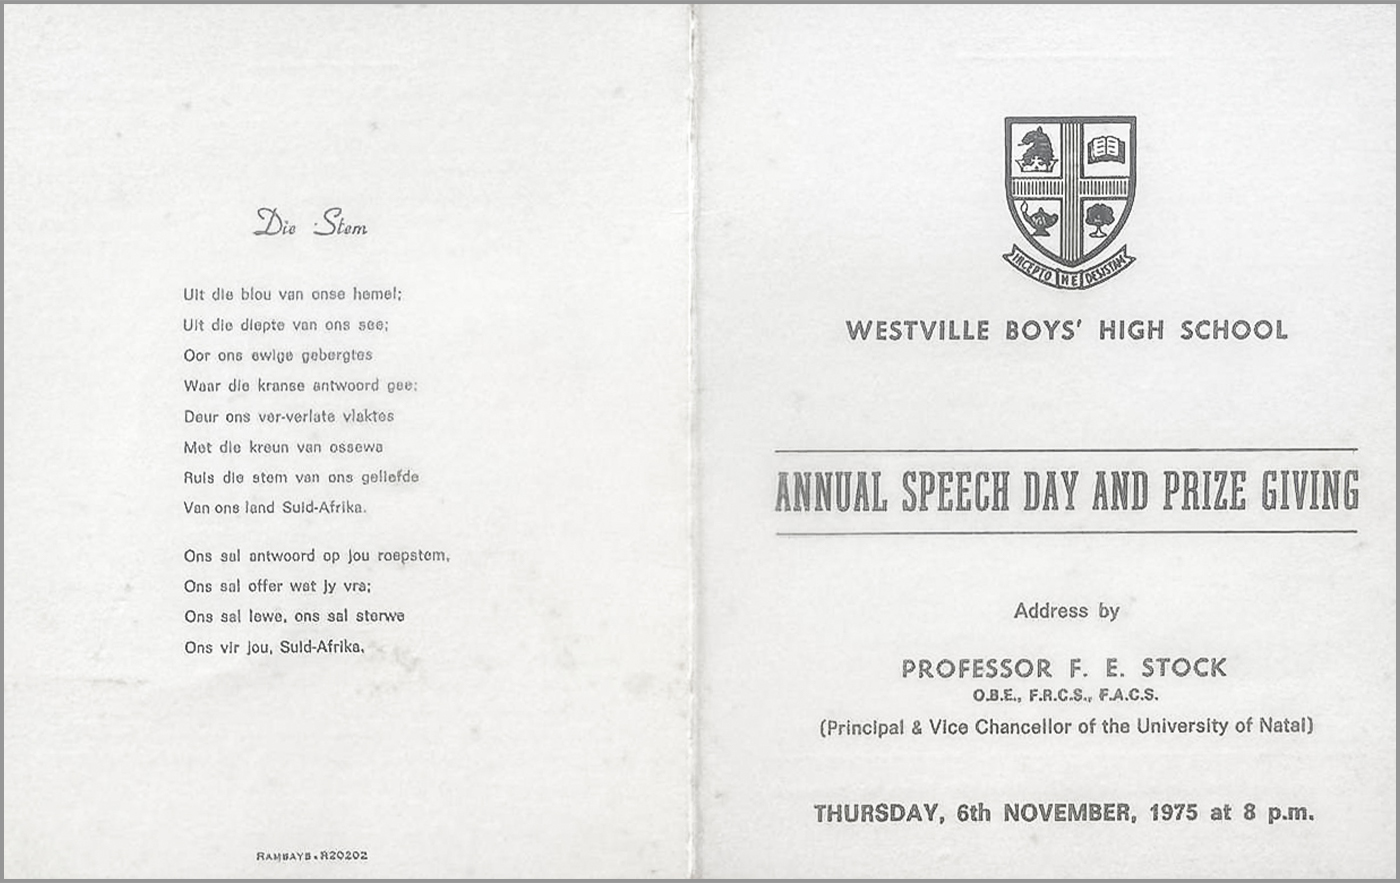 Die Stem
Uit die blou van onse hemel;
Uit die diepte van ons see;
Oor ons ewige gebergtes
Waar die kranse antwoord gee;
Deur ons ver-verlate vlaktes
Met die kreun van ossewa
Ruis die stem van ons geliefde
Van ons land Suid-Afrika.
Ons sal antwoord op jou roepstem,
Ons sal offer wat jy vra;
Ons sal lewe, ons sal sterwe
Ons vir jou, Suid-Afrika.
RAMSAYS. R20202
INCEPTO NE DESISTAM
WESTVILLE BOYS' HIGH SCHOOL
ANNUAL SPEECH DAY AND PRIZE GIVING
Address by
PROFESSOR F. E. STOCK
O.B.E., F.R.C.S., F.A.C.S.
(Principal & Vice Chancellor of the University of Natal)
THURSDAY, 6th NOVEMBER, 1975 at 8 p.m.